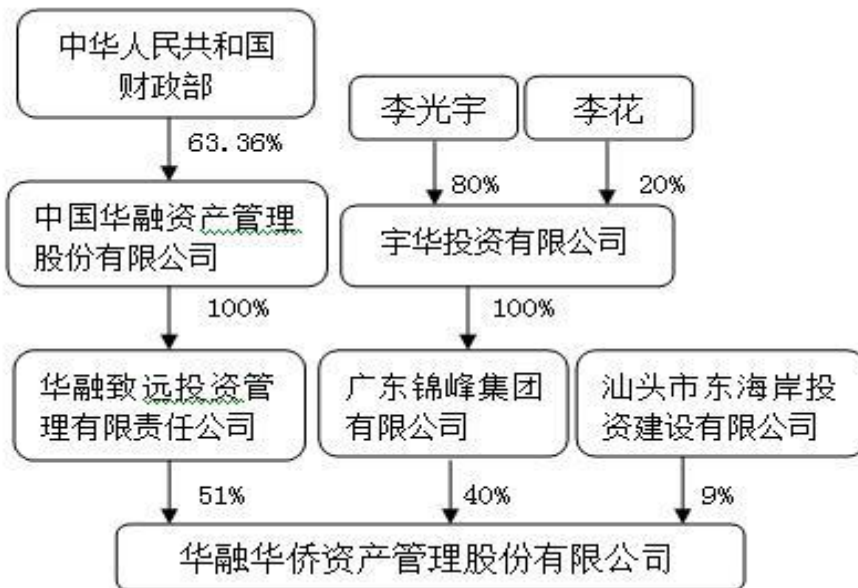 中华人民共和国
财政部
李光宇
李花
63.36%
80%
20%
中国华融资产管理
股份有限公司
宇华投资有限公司
100%
100%
华融致远投资管
理有限责任公司
广东锦峰集团
有限公司
汕头市东海岸投
资建设有限公司
51%
40%
9%
华融华侨资产管理股份有限公司